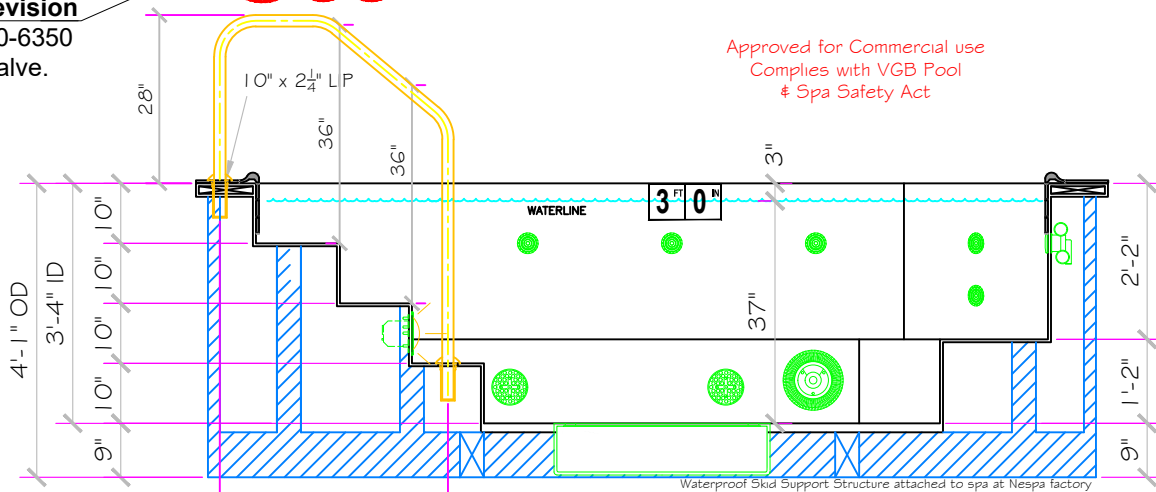 evision
0-6350
alve.
Approved for Commercial use
Complies with VGB Pool
& Spa Safety Act
28"
10" x 2 1/4" LIP
36"
36"
3"
3 FT 0 IN
WATERLINE
10"
10"
10"
10"
9"
3'-4" ID
4'-1" OD
37"
2'-2"
1'-2"
9"
Waterproof Skid Support Structure attached to spa at Nespa factory